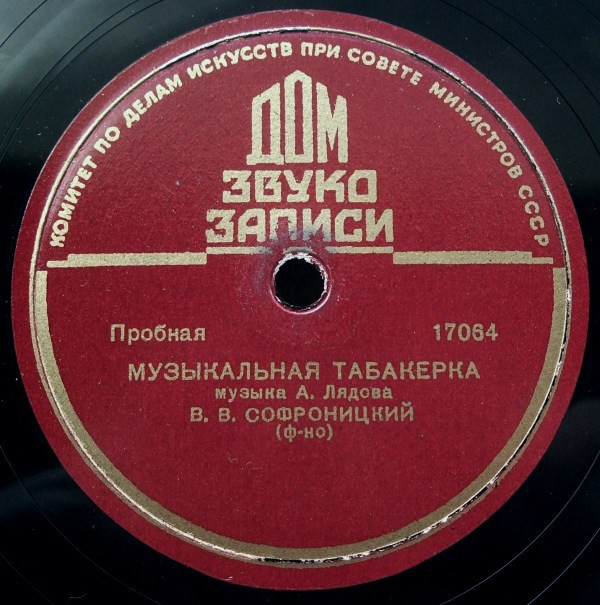 КОМИТЕТ ПО ДЕЛАМ ИСКУССТВ ПРИ СОВЕТЕ МИНИСТРОВ СССР
ДОМ
ЗВУКО
ЗАПИСИ
Пробная 17064
МУЗЫКАЛЬНАЯ ТАБАКЕРКА
музыка А. Лядова
В. В. СОФРОНИЦКИЙ
(ф-но)